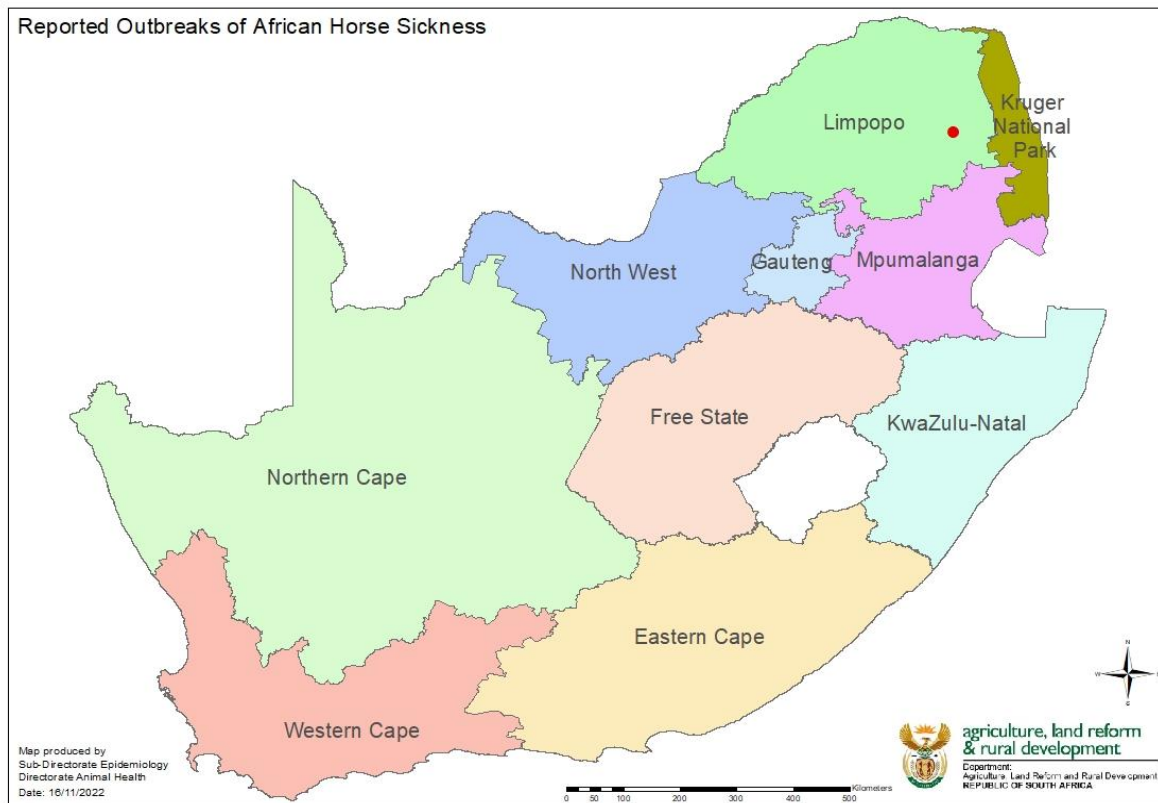 Reported Outbreaks of African Horse Sickness
Limpopo
Kruger
National
Park
North West
Gauteng
Mpumalanga
Free State
KwaZulu-Natal
Northern Cape
Eastern Cape
Western Cape
N
W
E
S
Map produced by
Sub-Directorate Epidemiology
Directorate Animal Health
Date: 16/11/2022
Kilometers
0 50 100 200 300 400 500
agriculture, land reform
& rural development
Department:
Agriculture, Land Reform and Rural Development
REPUBLIC OF SOUTH AFRICA